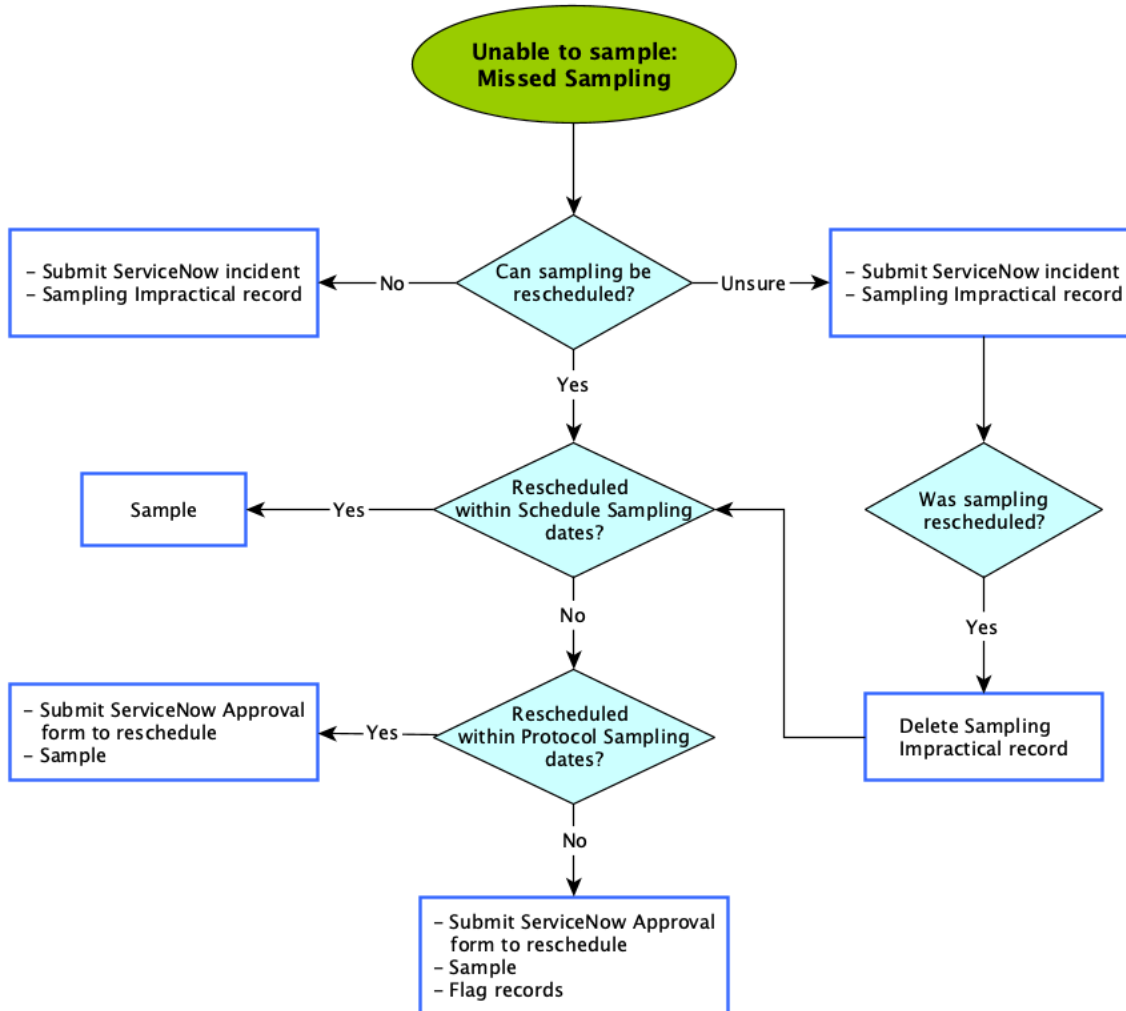 Unable to sample:
Missed Sampling
– Submit ServiceNow incident
– Sampling Impractical record
No
Can sampling be
rescheduled?
Unsure
– Submit ServiceNow incident
– Sampling Impractical record
Yes
Sample
Yes
Rescheduled
within Schedule Sampling
dates?
Was sampling
rescheduled?
No
Yes
– Submit ServiceNow Approval
form to reschedule
– Sample
Yes
Rescheduled
within Protocol Sampling
dates?
Delete Sampling
Impractical record
No
– Submit ServiceNow Approval
form to reschedule
– Sample
– Flag records